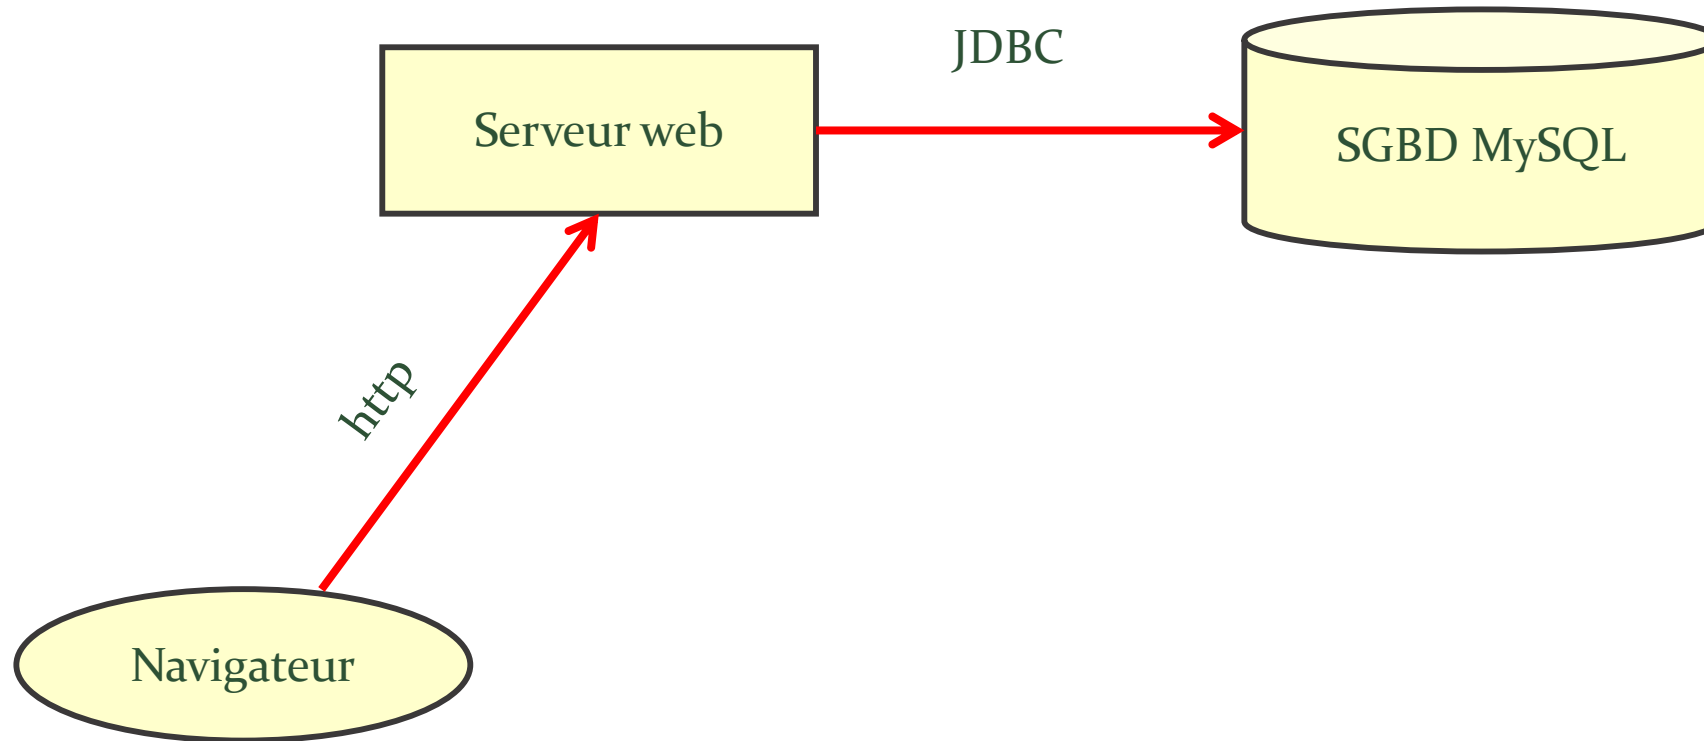 JDBC
Serveur web
SGBD MySQL
http
Navigateur